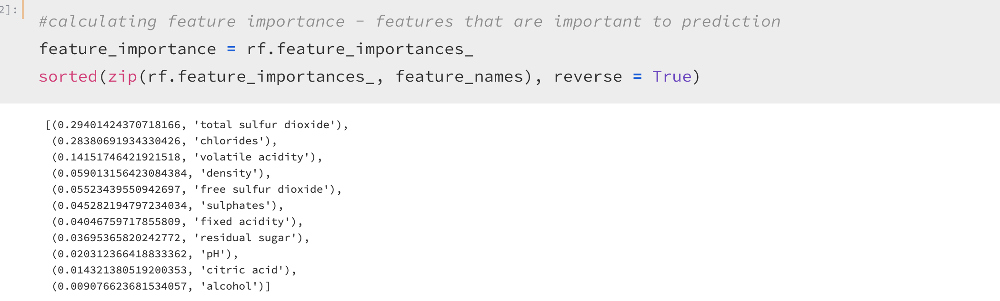 2]:
#calculating feature importance - features that are important to prediction
feature_importance = rf.feature_importances_
sorted(zip(rf.feature_importances_, feature_names), reverse = True)
[(0.29401424370718166, 'total sulfur dioxide'),
(0.28380691934330426, 'chlorides'),
(0.14151746421921518, 'volatile acidity'),
(0.059013156423084384, 'density'),
(0.05523439550942697, 'free sulfur dioxide'),
(0.045282194797234034, 'sulphates'),
(0.04046759717855809, 'fixed acidity'),
(0.03695365820242772, 'residual sugar'),
(0.020312366418833362, 'pH'),
(0.014321380519200353, 'citric acid'),
(0.009076623681534057, 'alcohol')]